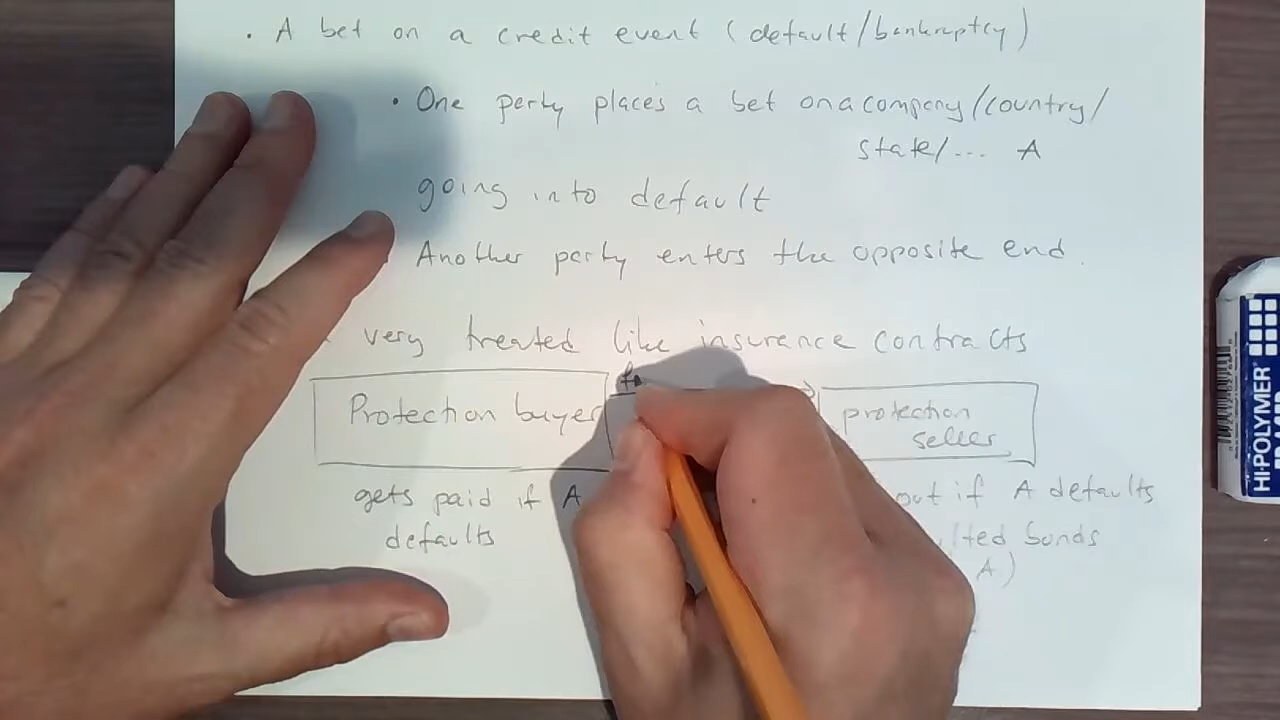 . A bet on a credit event (default/bankruptcy)
• One party places a bet on a company/country/
state/... A
going into default
Another party enters the opposite end.
very treated like insurance contracts
Protection buyer
protection
seller
gets paid if A
defaults
out if A defaults
bonds
A)
HI-POLYMER